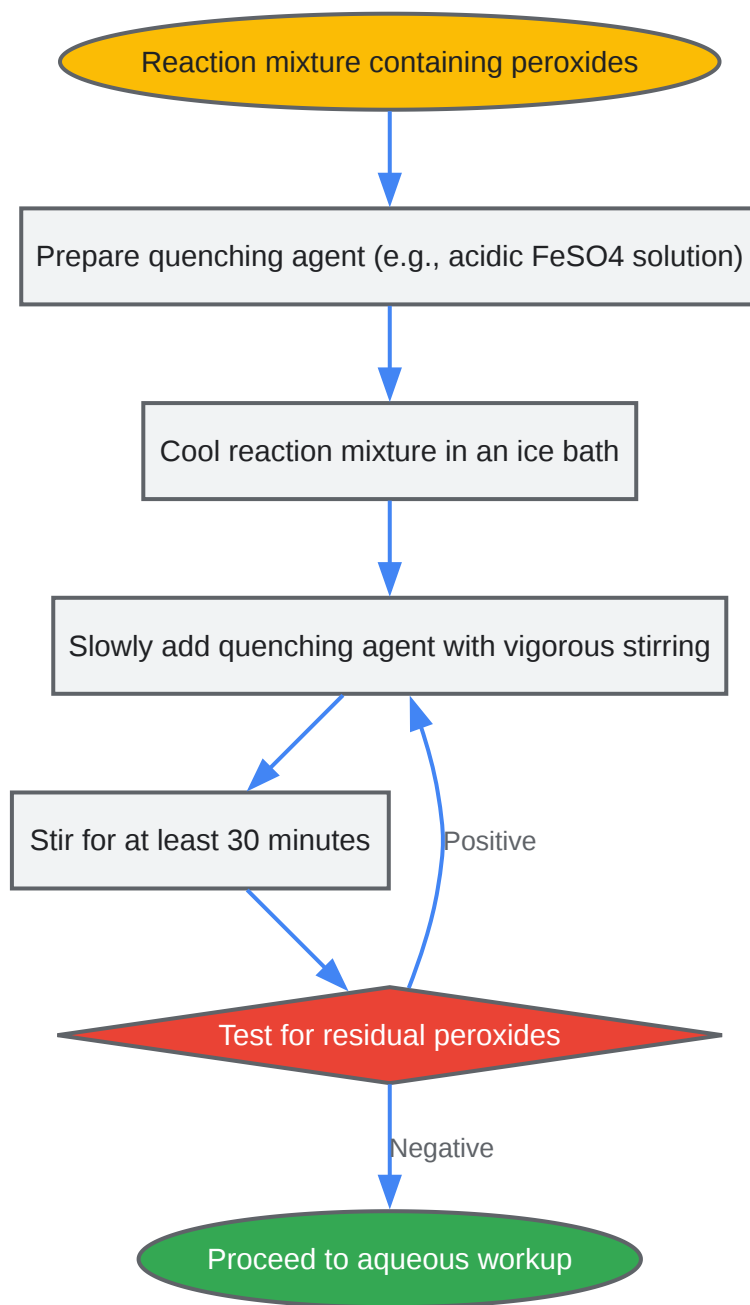 Reaction mixture containing peroxides
Prepare quenching agent (e.g., acidic FeSO4 solution)
Cool reaction mixture in an ice bath
Slowly add quenching agent with vigorous stirring
Stir for at least 30 minutes
Positive
Test for residual peroxides
Negative
Proceed to aqueous workup